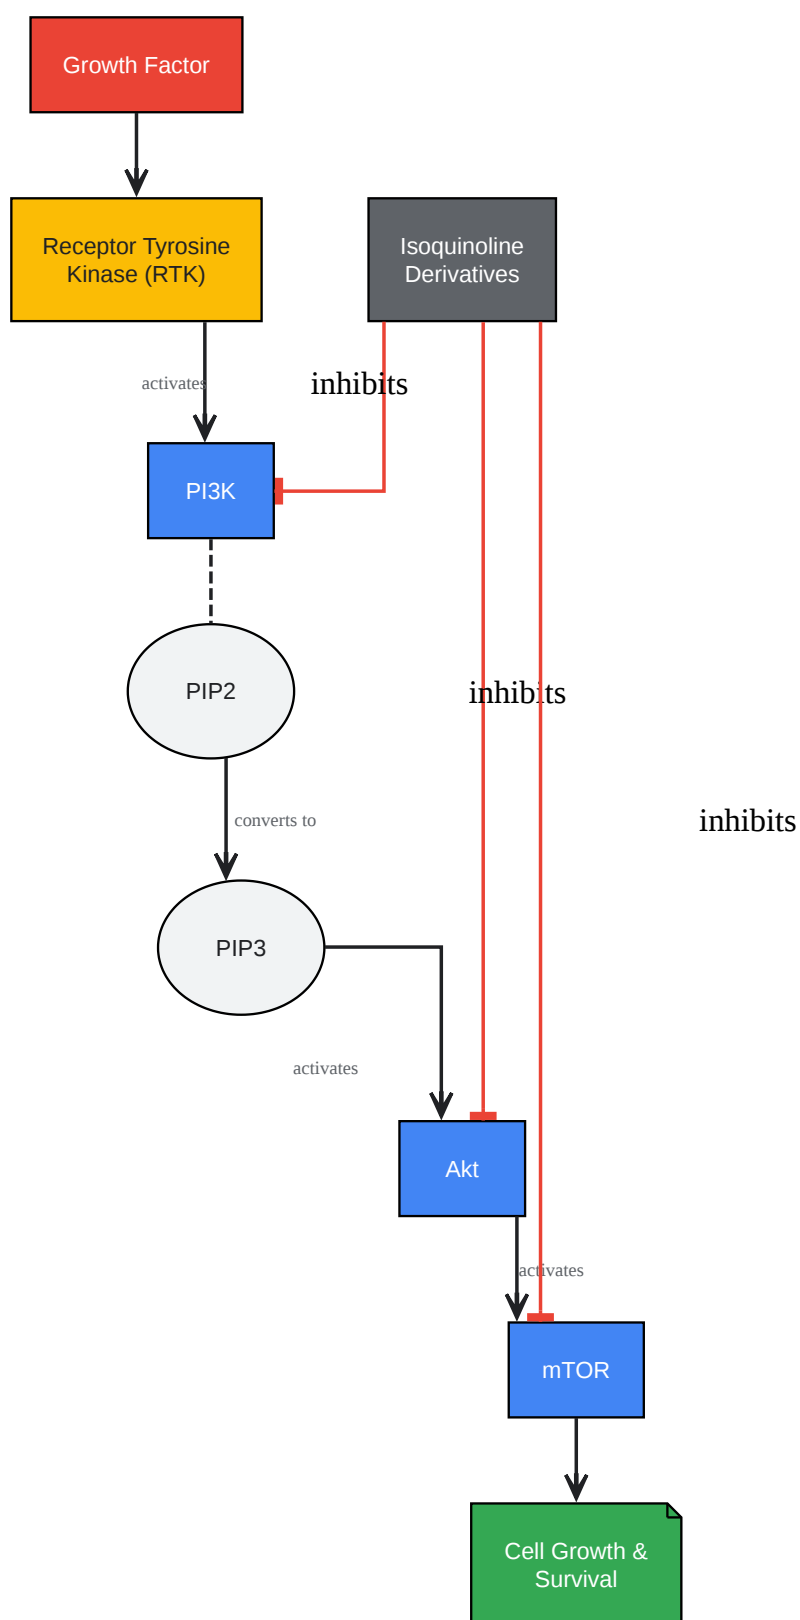 Growth Factor
Receptor Tyrosine
Kinase (RTK)
Isoquinoline
Derivatives
activates
inhibits
PI3K
PIP2
inhibits
converts to
inhibits
PIP3
activates
Akt
activates
mTOR
Cell Growth &
Survival